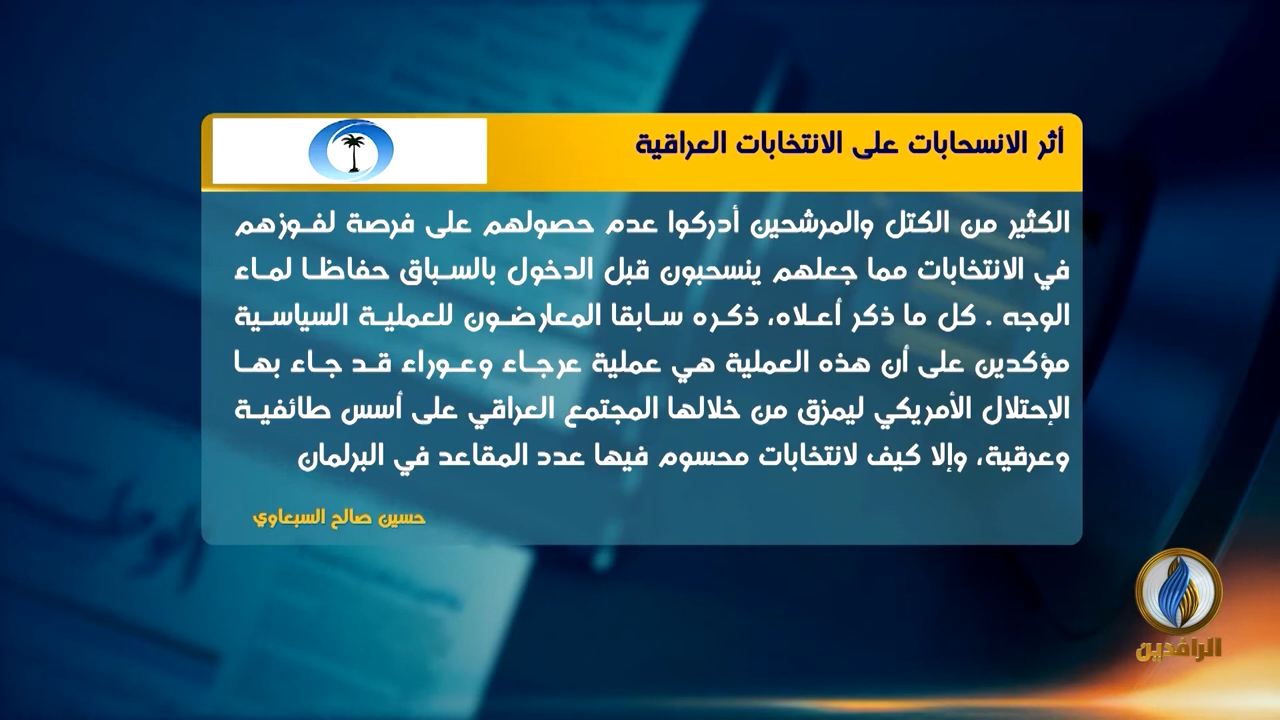 أثر الانسحابات على الانتخابات العراقية
الكثير من الكتل والمرشحين أدركوا عدم حصولهم على فرصة لفوزهم
في الانتخابات مما جعلهم ينسحبون قبل الدخول بالسباق حفاظا لماء
الوجه . كل ما ذكر أعلاه، ذكره سابقا المعارضون للعملية السياسية
مؤكدين على أن هذه العملية هي عملية عرجاء وعوراء قد جاء بها
الإحتلال الأمريكي ليمزق من خلالها المجتمع العراقي على أسس طائفية
وعرقية، وإلا كيف لانتخابات محسوم فيها عدد المقاعد في البرلمان
حسين صالح السبعاوي
الرافدين